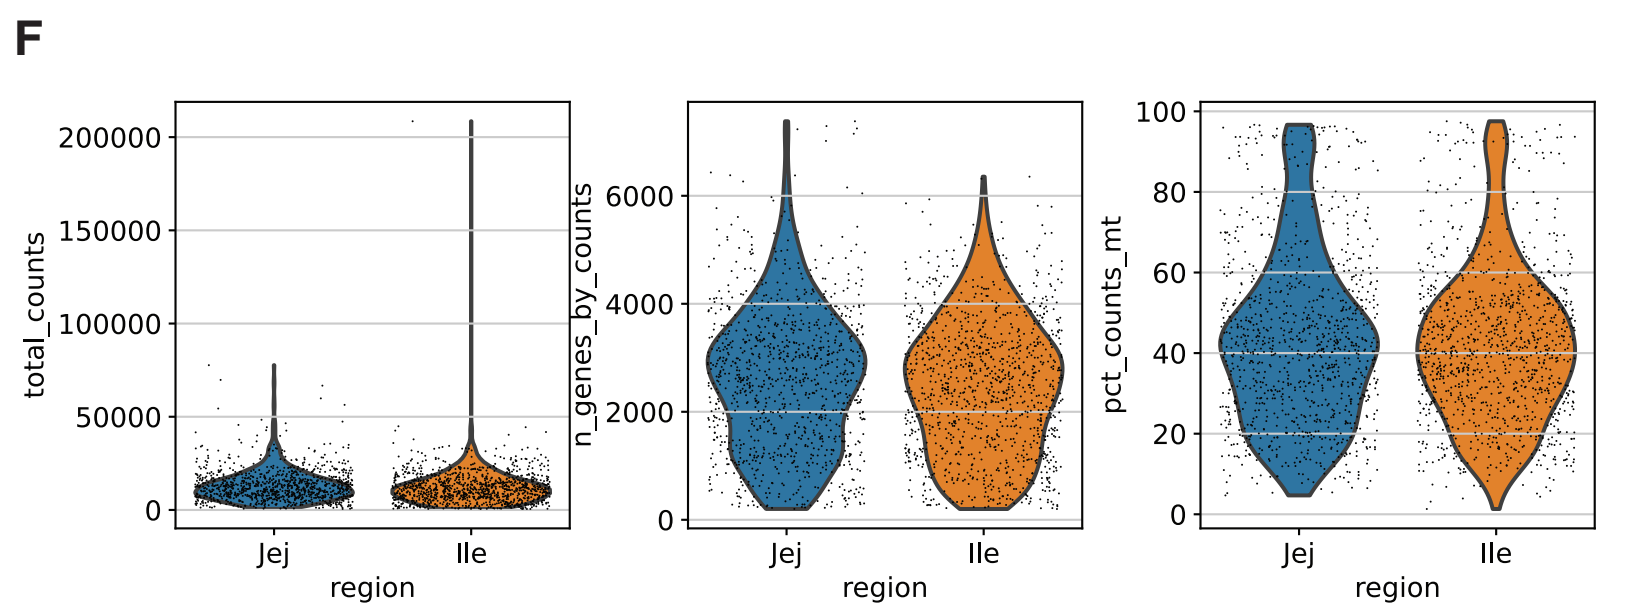 F
total_counts
200000
150000
100000
50000
0
Jej
Ile
region
n_genes_by_counts
6000
4000
2000
0
Jej
Ile
region
pct_counts_mt
100
80
60
40
20
0
Jej
Ile
region